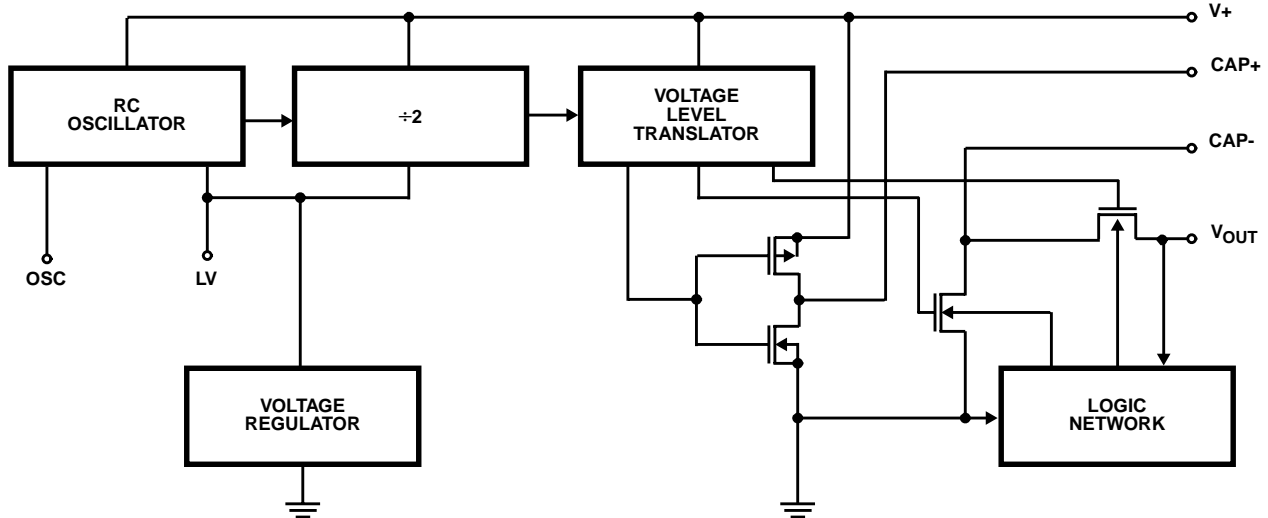 V+
CAP+
RC
OSCILLATOR
÷2
VOLTAGE
LEVEL
TRANSLATOR
CAP-
VOUT
OSC
LV
VOLTAGE
REGULATOR
LOGIC
NETWORK